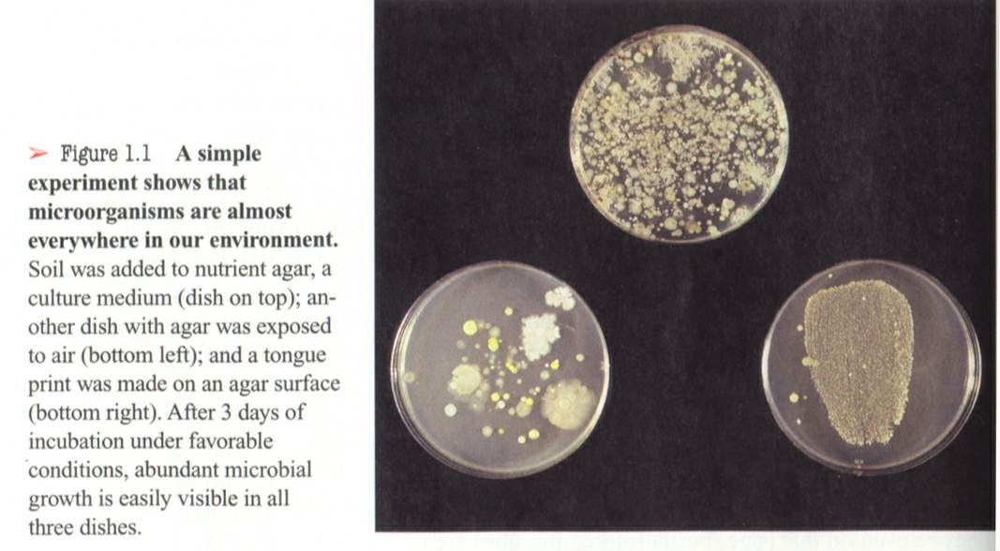 ➢ Figure 1.1 A simple
experiment shows that
microorganisms are almost
everywhere in our environment.
Soil was added to nutrient agar, a
culture medium (dish on top); an-
other dish with agar was exposed
to air (bottom left); and a tongue
print was made on an agar surface
(bottom right). After 3 days of
incubation under favorable
conditions, abundant microbial
growth is easily visible in all
three dishes.